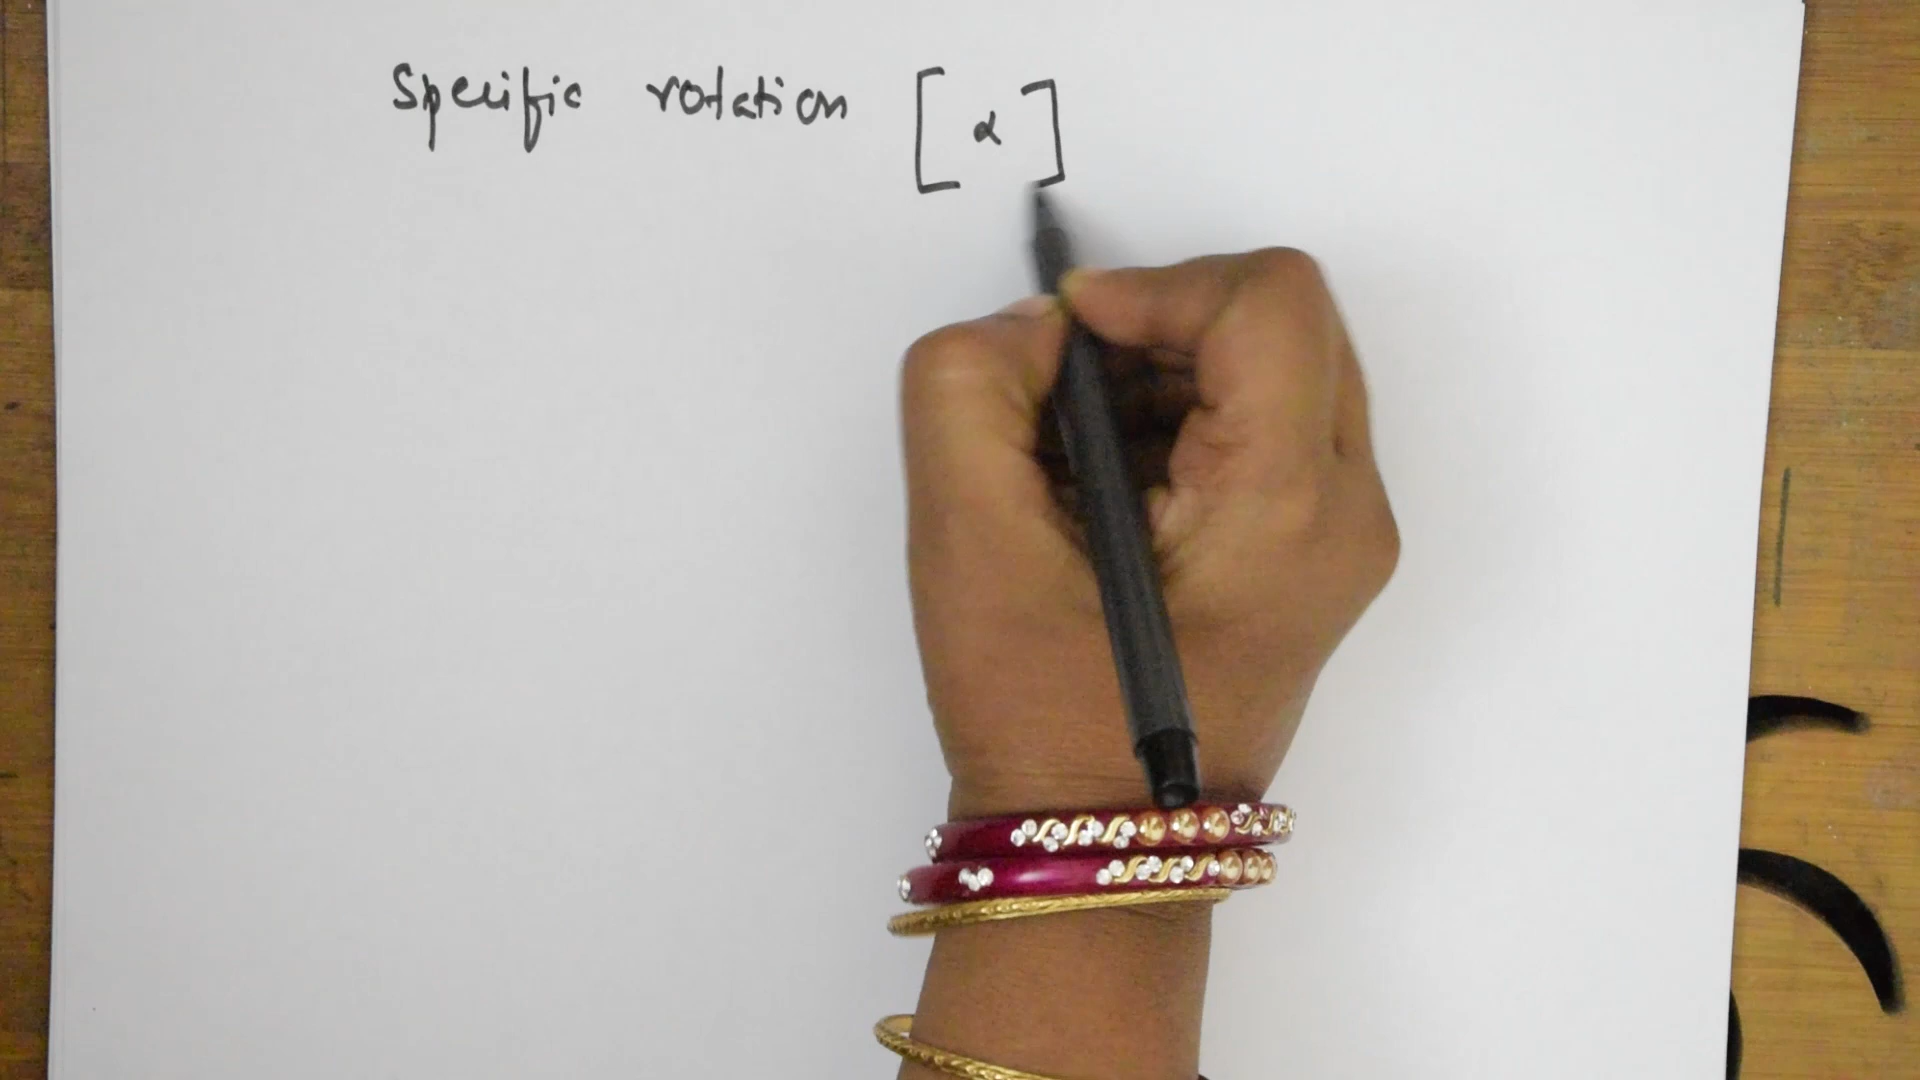 Specific rotation [ α ]